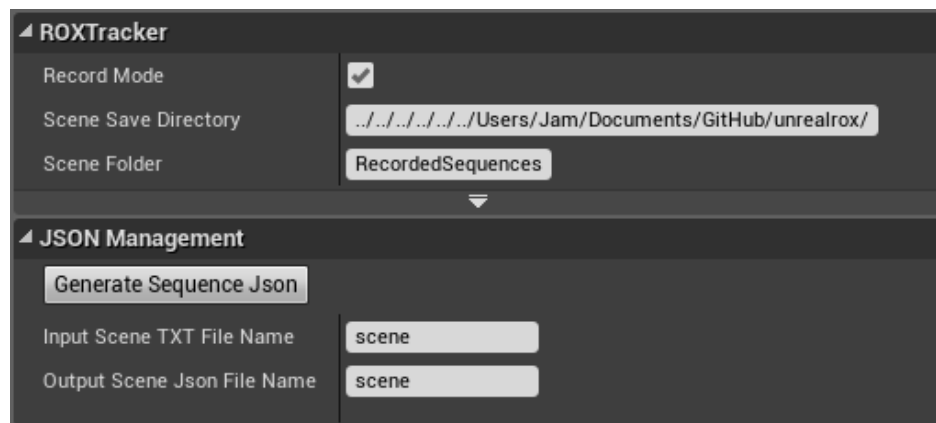 ROXTracker
Record Mode
Scene Save Directory ../../../../../../Users/Jam/Documents/GitHub/unrealrox/
Scene Folder RecordedSequences
JSON Management
Generate Sequence Json
Input Scene TXT File Name scene
Output Scene Json File Name scene